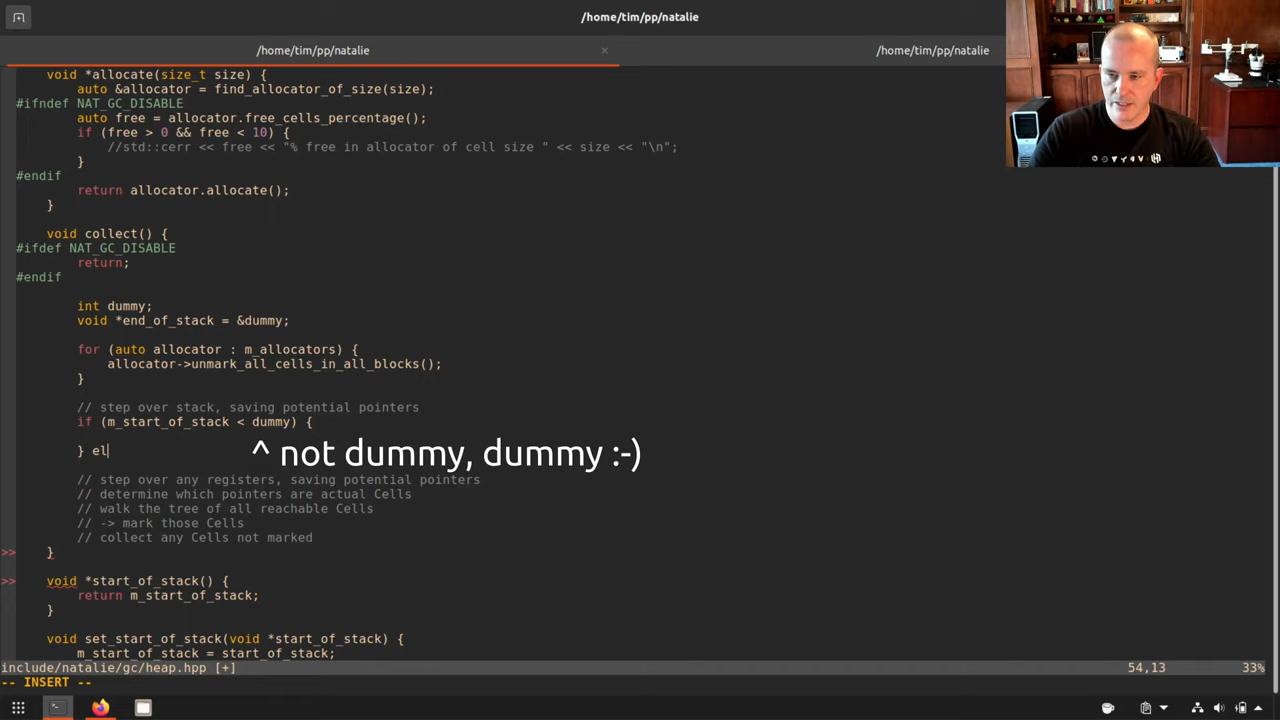 /home/tim/pp/natalie
/home/tim/pp/natalie ×
/home/tim/pp/natalie
void *allocate(size_t size) {
auto &allocator = find_allocator_of_size(size);
#ifndef NAT_GC_DISABLE
auto free = allocator.free_cells_percentage();
if (free > 0 && free < 10) {
//std::cerr << free << "% free in allocator of cell size " << size << "\n";
}
#endif
return allocator.allocate();
}
void collect() {
#ifdef NAT_GC_DISABLE
return;
#endif
int dummy;
void *end_of_stack = &dummy;
for (auto allocator : m_allocators) {
allocator->unmark_all_cells_in_all_blocks();
}
// step over stack, saving potential pointers
if (m_start_of_stack < dummy) {
} el
^ not dummy, dummy :-)
// step over any registers, saving potential pointers
// determine which pointers are actual Cells
// walk the tree of all reachable Cells
// -> mark those Cells
// collect any Cells not marked
>> }
>> void *start_of_stack() {
return m_start_of_stack;
}
void set_start_of_stack(void *start_of_stack) {
m_start_of_stack = start_of_stack;
include/natalie/gc/heap.hpp [+] 54,13 33%
-- INSERT --